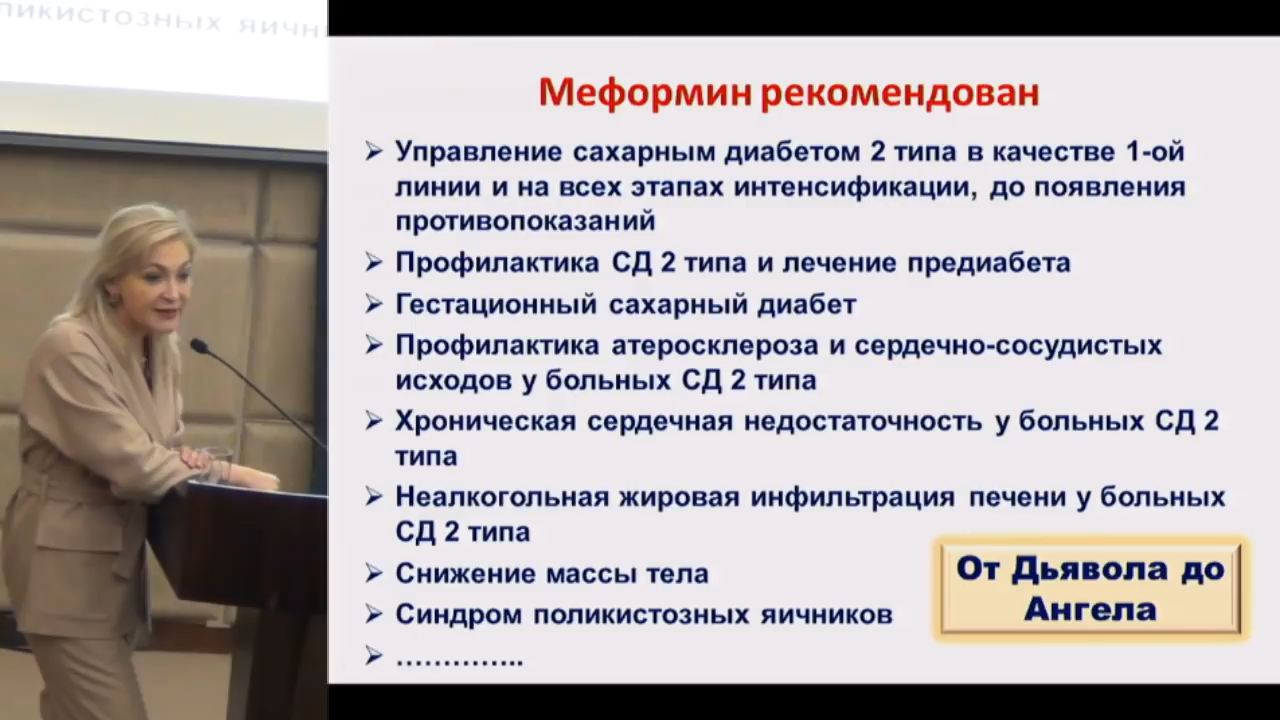 поликистозных яичн
Меформин рекомендован
➢ Управление сахарным диабетом 2 типа в качестве 1-ой
линии и на всех этапах интенсификации, до появления
противопоказаний
➢ Профилактика СД 2 типа и лечение предиабета
➢ Гестационный сахарный диабет
➢ Профилактика атеросклероза и сердечно-сосудистых
исходов у больных СД 2 типа
➢ Хроническая сердечная недостаточность у больных СД 2
типа
➢ Неалкогольная жировая инфильтрация печени у больных
СД 2 типа
➢ Снижение массы тела
➢ Синдром поликистозных яичников
➢ …………..
От Дьявола до
Ангела